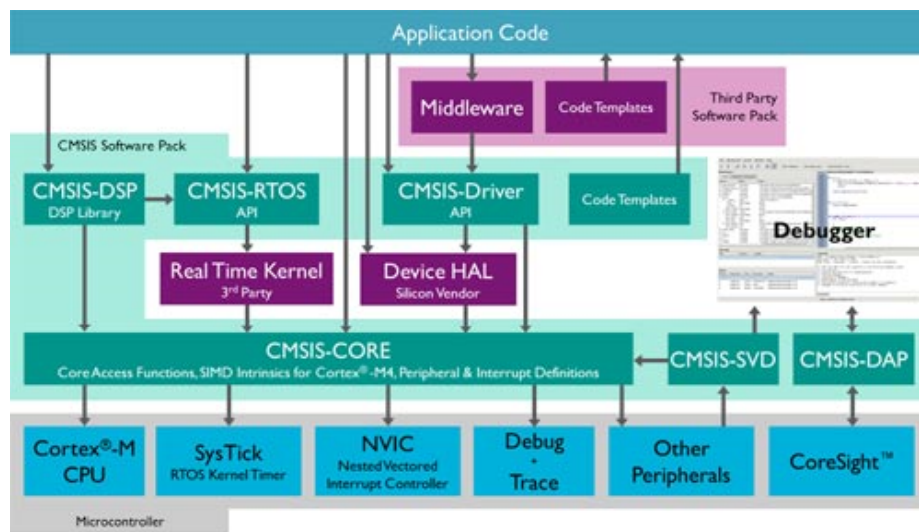 Application Code
Middleware
Code Templates
Third Party
Software Pack
CMSIS Software Pack
CMSIS-DSP
DSP Library
CMSIS-RTOS
API
CMSIS-Driver
API
Code Templates
Debugger
Real Time Kernel
3rd Party
Device HAL
Silicon Vendor
CMSIS-CORE
Core Access Functions, SIMD Intrinsics for Cortex®-M4, Peripheral & Interrupt Definitions
CMSIS-SVD
CMSIS-DAP
Cortex®-M
CPU
SysTick
RTOS Kernel Timer
NVIC
Nested Vectored
Interrupt Controller
Debug
+
Trace
Other
Peripherals
CoreSight™
Microcontroller